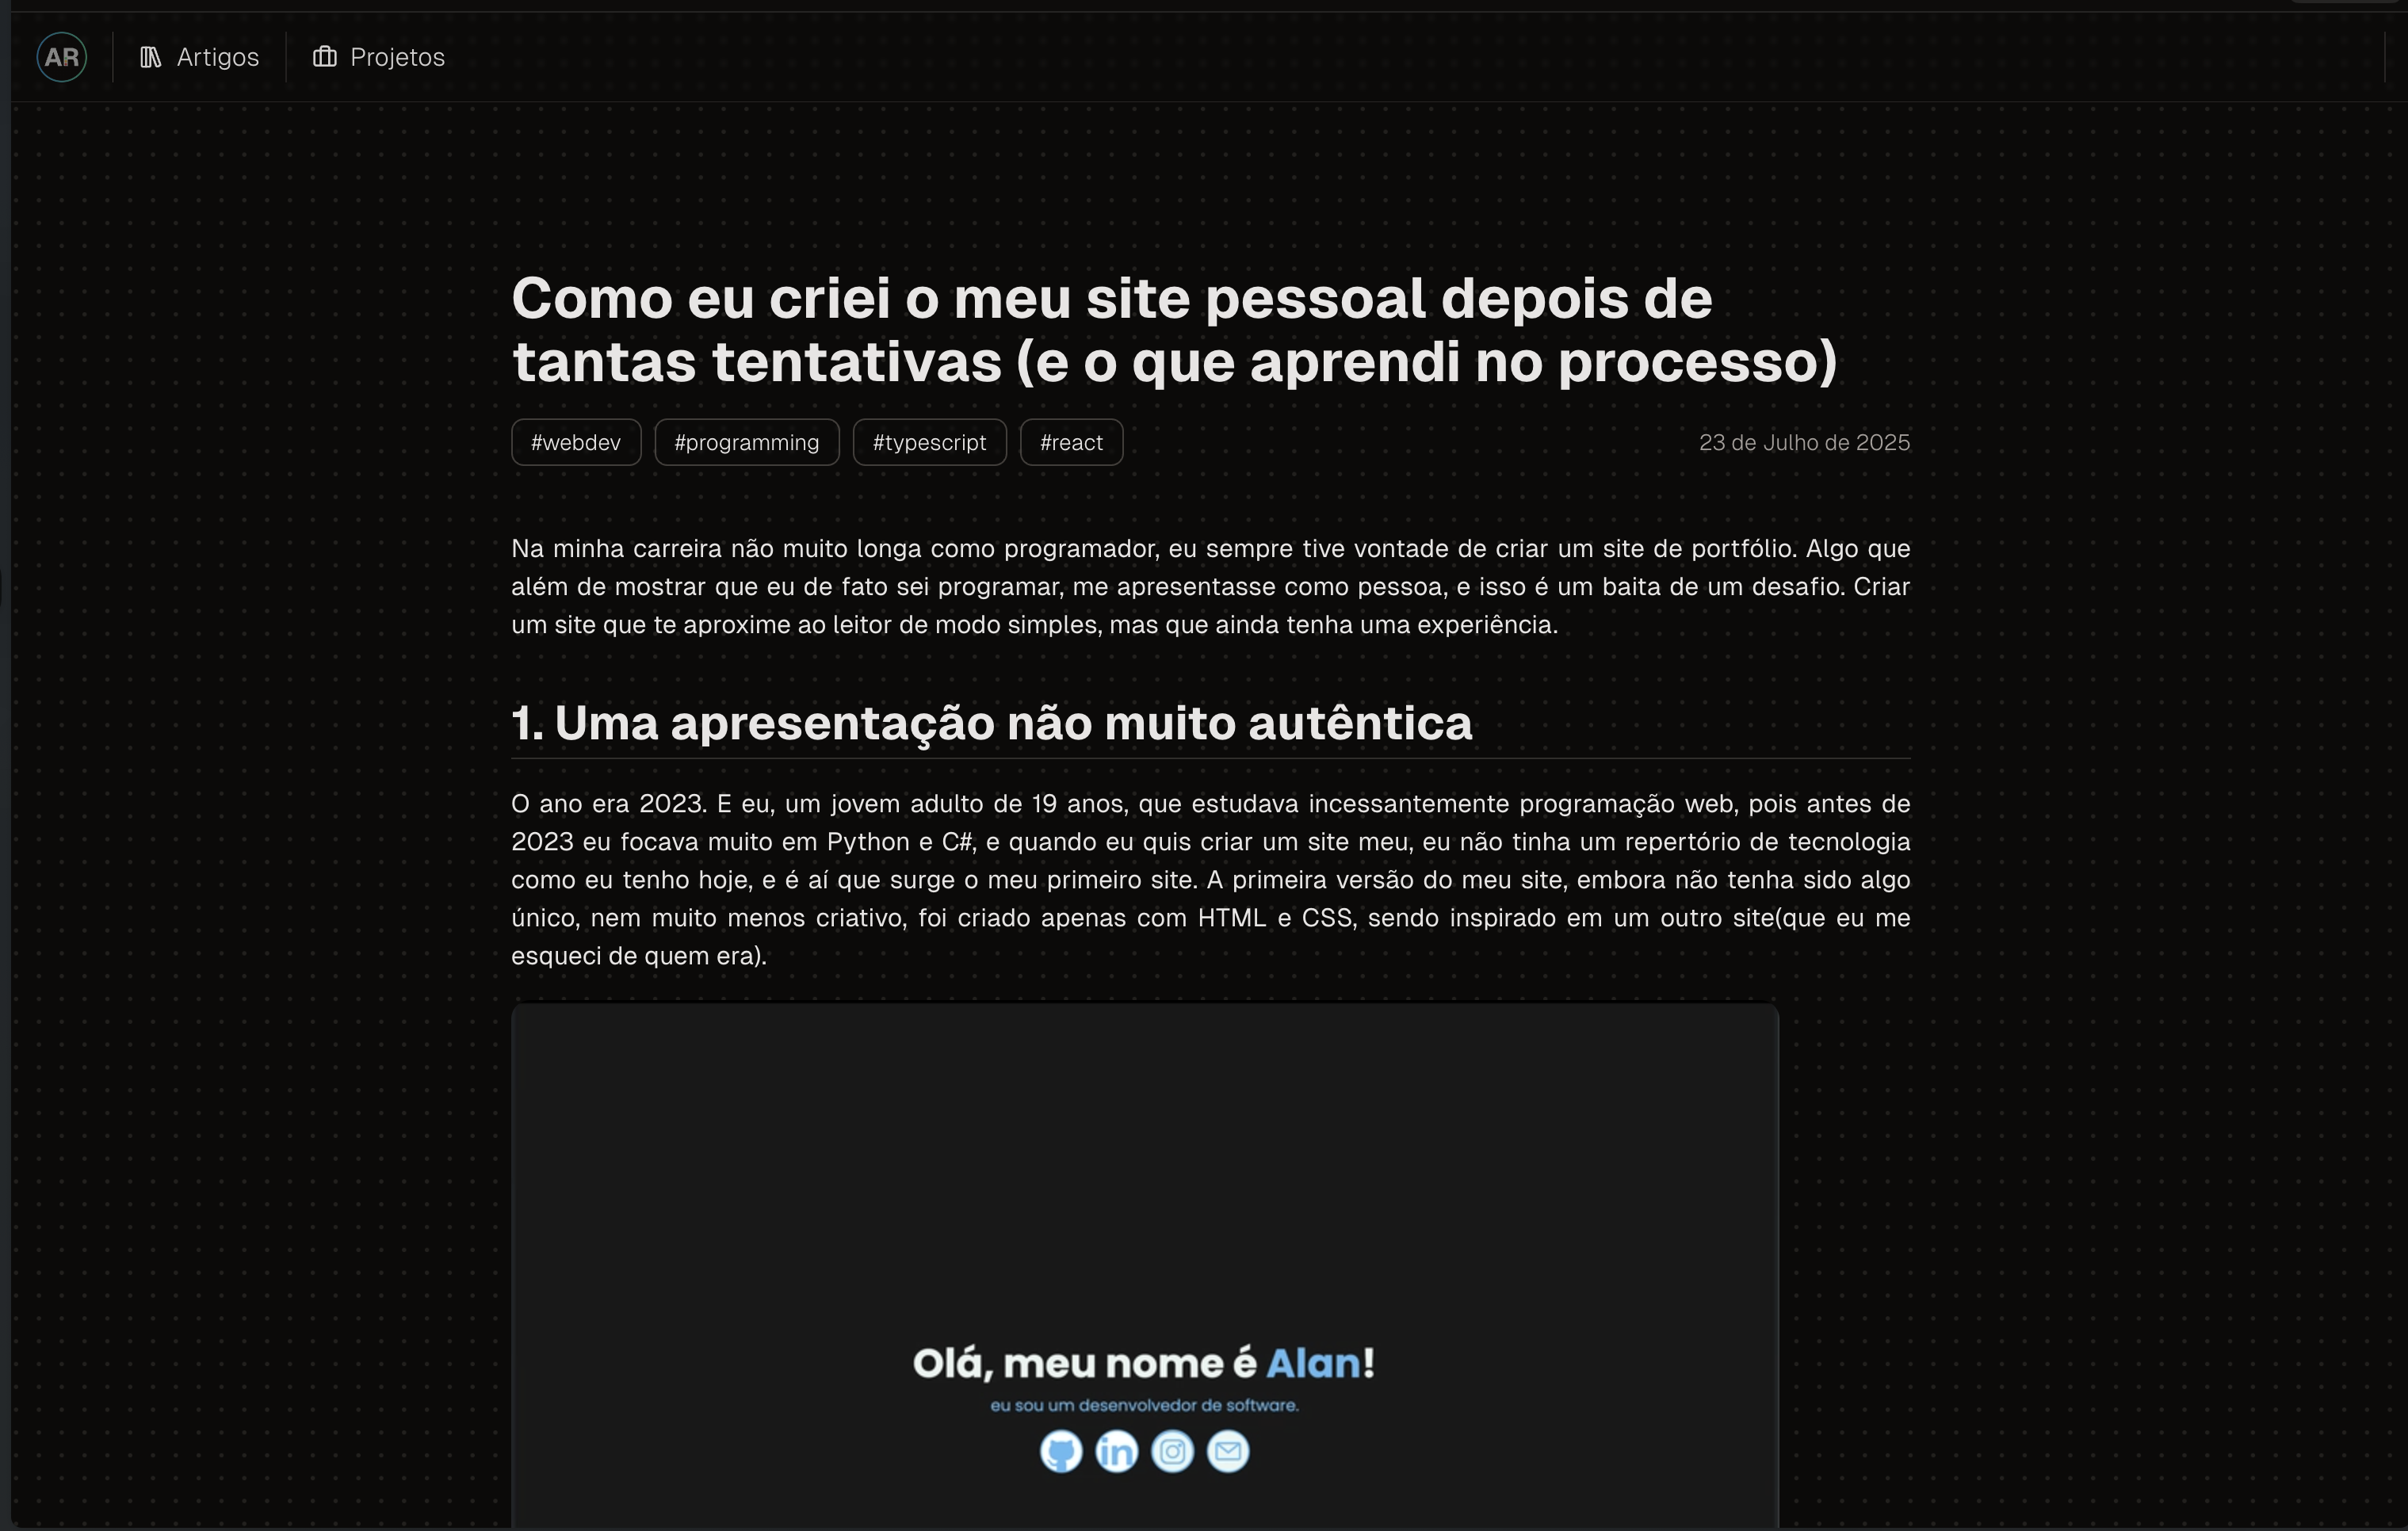 AR
Artigos
Projetos
Como eu criei o meu site pessoal depois de
tantas tentativas (e o que aprendi no processo)
#webdev #programming #typescript #react 23 de Julho de 2025
Na minha carreira não muito longa como programador, eu sempre tive vontade de criar um site de portfólio. Algo que
além de mostrar que eu de fato sei programar, me apresentasse como pessoa, e isso é um baita de um desafio. Criar
um site que te aproxime ao leitor de modo simples, mas que ainda tenha uma experiência.
1. Uma apresentação não muito autêntica
O ano era 2023. E eu, um jovem adulto de 19 anos, que estudava incessantemente programação web, pois antes de
2023 eu focava muito em Python e C#, e quando eu quis criar um site meu, eu não tinha um repertório de tecnologia
como eu tenho hoje, e é aí que surge o meu primeiro site. A primeira versão do meu site, embora não tenha sido algo
único, nem muito menos criativo, foi criado apenas com HTML e CSS, sendo inspirado em um outro site(que eu me
esqueci de quem era).
Olá, meu nome é Alan!
eu sou um desenvolvedor de software.
in